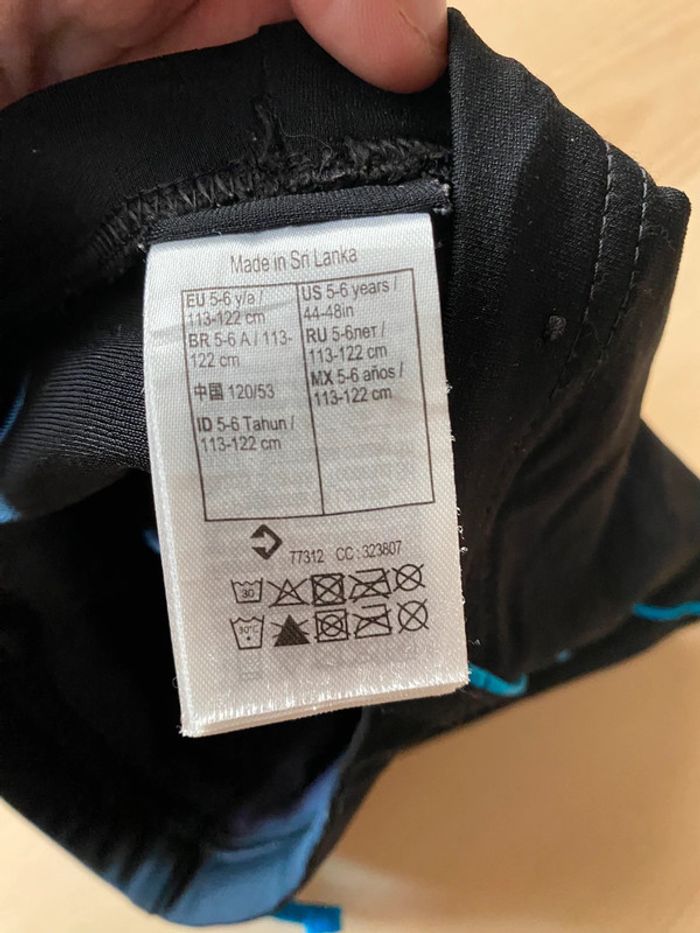 Made in Sri Lanka
EU 5-6 y/a /
113-122 cm
BR 5-6 A / 113-
122 cm
中国 120/53
ID 5-6 Tahun /
113-122 cm
US 5-6 years /
44-48in
RU 5-6лет /
113-122 cm
MX 5-6 años /
113-122 cm
77312 CC : 323807
30
30°C